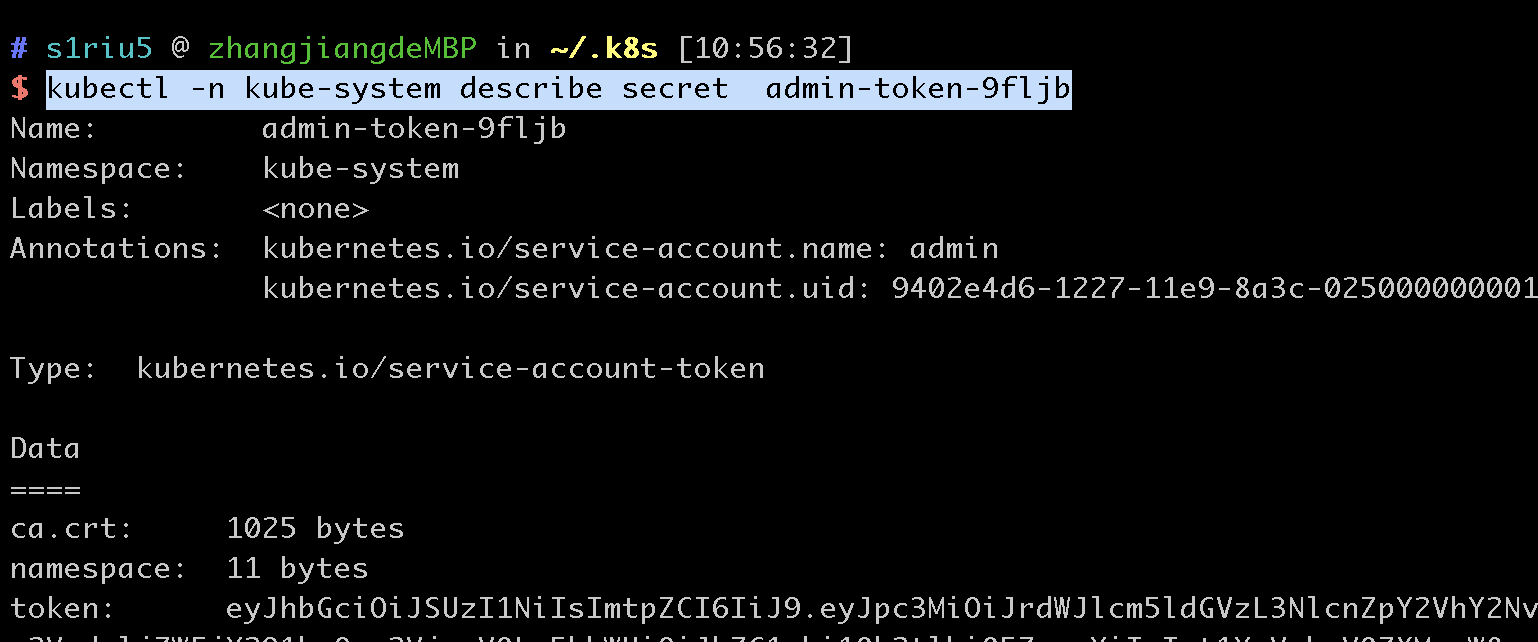 # s1riu5 @ zhangjiangdeMBP in ~/.k8s [10:56:32]
$ kubectl -n kube-system describe secret  admin-token-9fljb
Name:         admin-token-9fljb
Namespace:    kube-system
Labels:       <none>
Annotations:  kubernetes.io/service-account.name: admin
              kubernetes.io/service-account.uid: 9402e4d6-1227-11e9-8a3c-025000000001

Type:  kubernetes.io/service-account-token

Data
====
ca.crt:     1025 bytes
namespace:  11 bytes
token:      eyJhbGciOiJSUzI1NiIsImtpZCI6IiJ9.eyJpc3MiOiJrdWJlcm5ldGVzL3NlcnZpY2VhY2Nv